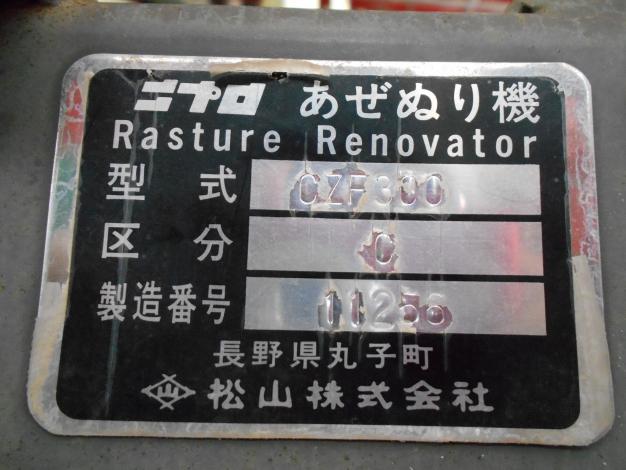 ニプロ あぜぬり機
Rasture Renovator
型式 CZF300
区分 C
製造番号 11256
長野県丸子町
松山株式会社